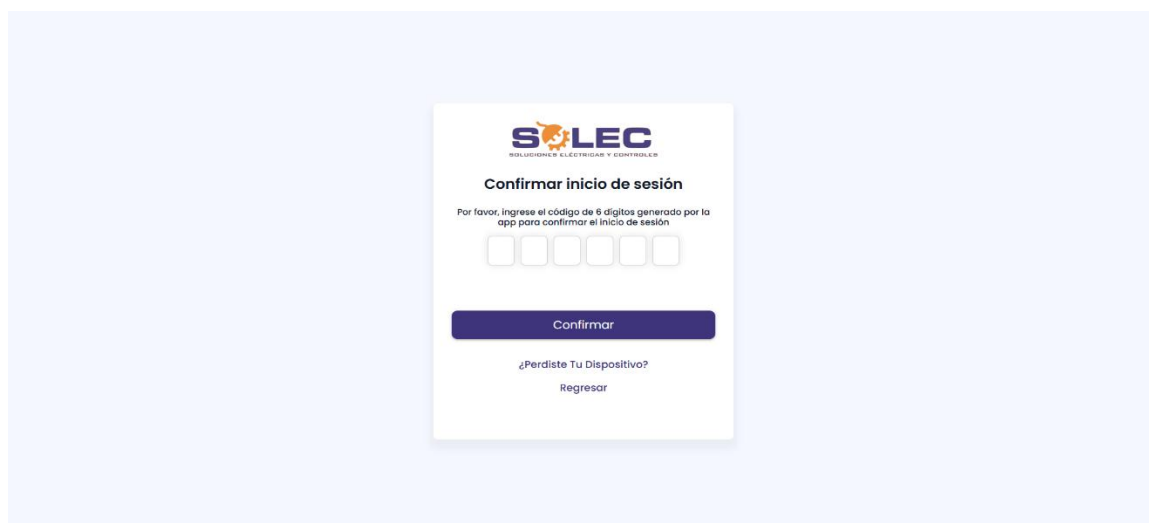 SOLEC
SOLUCIONES ELÉCTRICAS Y CONTROLES
Confirmar inicio de sesión
Por favor, ingrese el código de 6 dígitos generado por la
app para confirmar el inicio de sesión
Confirmar
¿Perdiste Tu Dispositivo?
Regresar